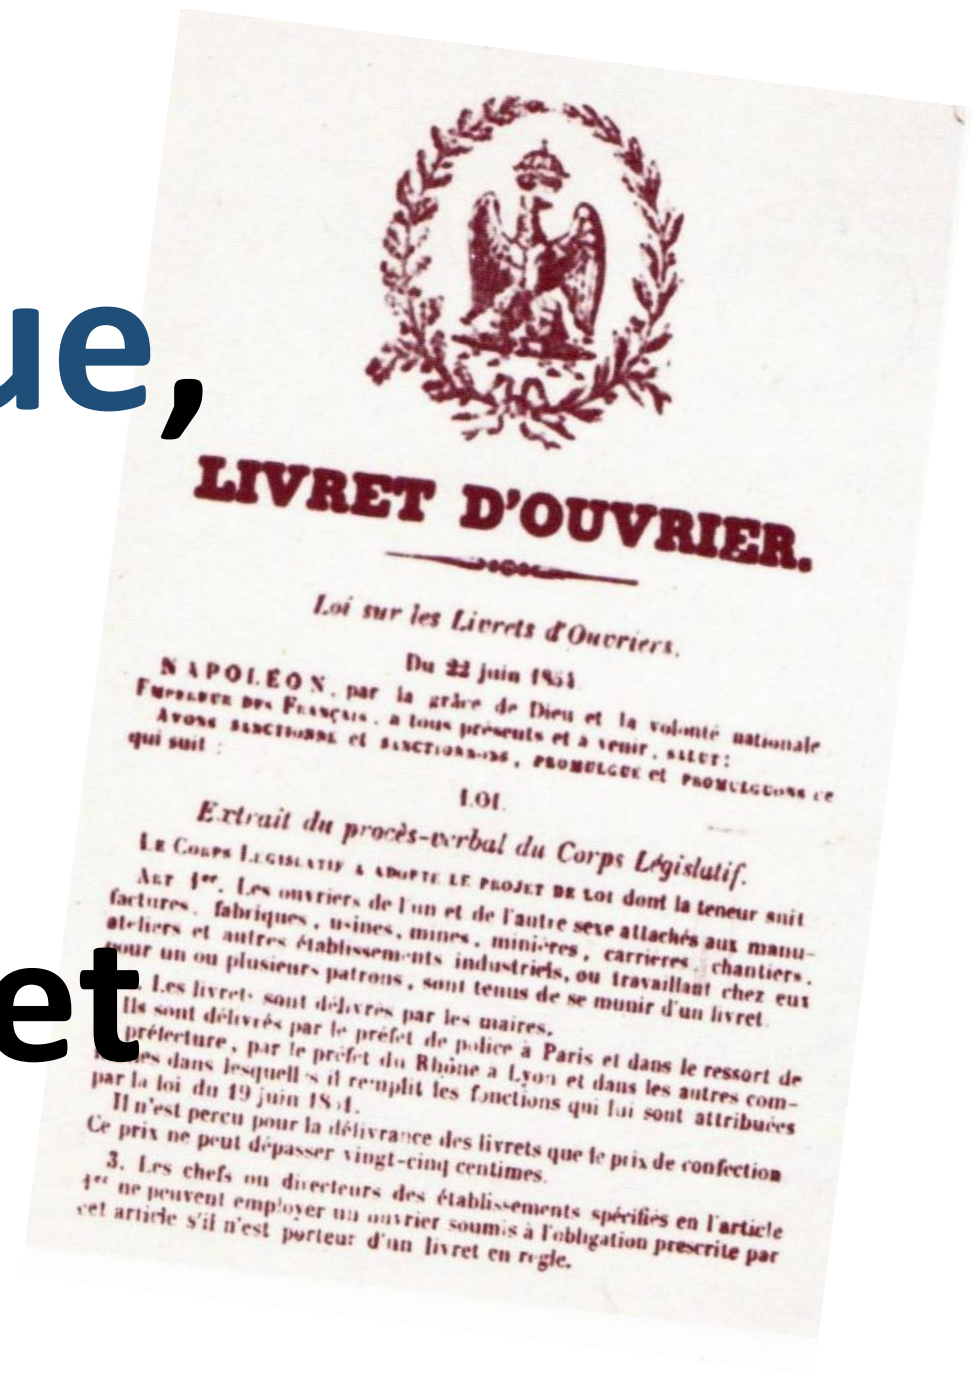 ue,
LIVRET D'OUVRIER.
Loi sur les Livrets d'Ouvriers.
Du 22 juin 1854
NAPOLÉON, par la grâce de Dieu et la volonté nationale
EMPEREUR DES FRANÇAIS, a tous présents et à venir, SALUT:
AVONS SANCTIONNÉ et SANCTIONNONS, PROMULGUÉ et PROMULGUONS ce
qui suit :
LOI.
Extrait du procès-verbal du Corps Législatif.
LE CORPS LEGISLATIF A ADOPTÉ LE PROJET DE LOI dont la teneur suit
ART 1er. Les ouvriers de l'un et de l'autre sexe attachés aux manu-
factures, fabriques, usines, mines, minières, carrières, chantiers,
ateliers et autres établissements industriels, ou travaillant chez eux
pour un ou plusieurs patrons, sont tenus de se munir d'un livret.
et
Les livrets sont délivrés par les maires.
Ils sont délivrés par le préfet de police à Paris et dans le ressort de
préfecture, par le préfet du Rhône a Lyon et dans les autres com-
dans lesquelles il remplit les fonctions qui lui sont attribuées
par la loi du 19 juin
Il n'est perçu pour la délivrance des livrets que le prix de confection
Ce prix ne peut dépasser vingt-cinq centimes.
3. Les chefs ou directeurs des établissements spécifiés en l'article
1er ne peuvent employer un ouvrier soumis à l'obligation prescrite par
cet article s'il n'est porteur d'un livret en règle.